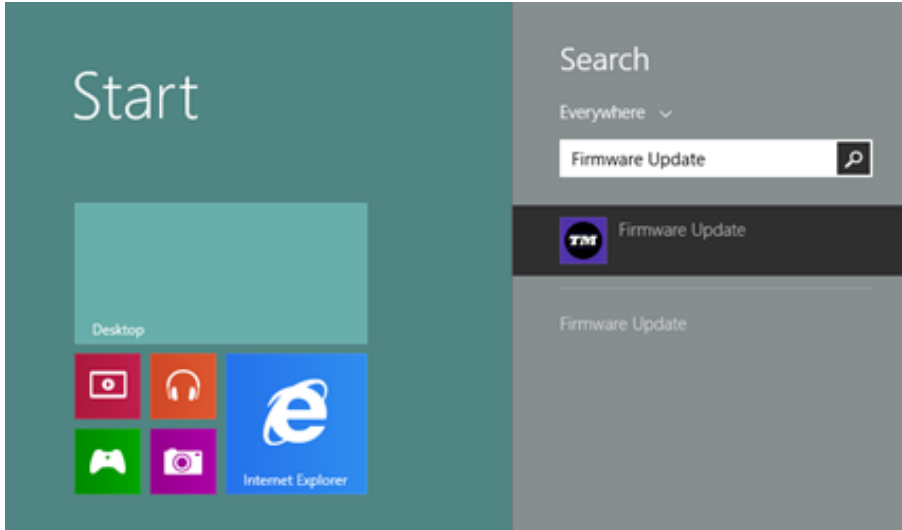 Start
Desktop
Internet Explorer
Search
Everywhere
Firmware Update
TM
Firmware Update
Firmware Update